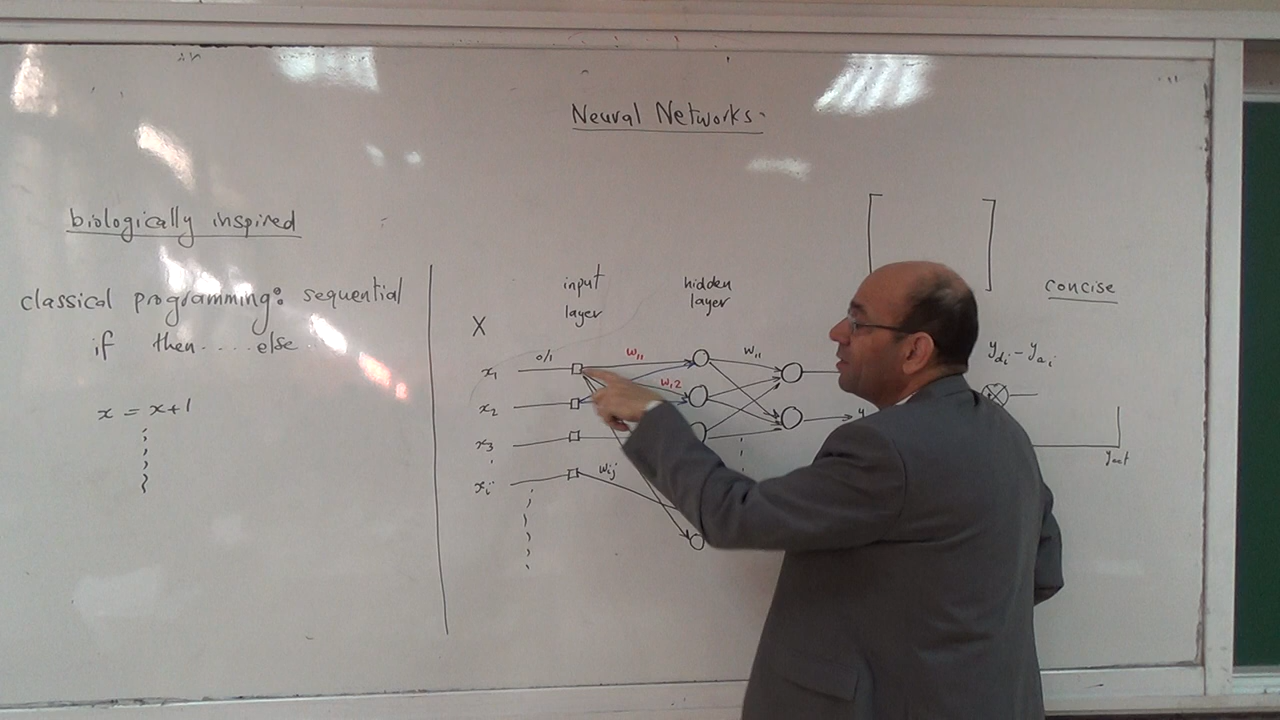 Neural Networks.
biologically inspired
classical programming: sequential
if then.....else.
x = x+1
input
layer
hidden
layer
X
0/1
x1
x2
x3
xi
w11
w12
wij
w11
concise
ydi - yai
y
yact